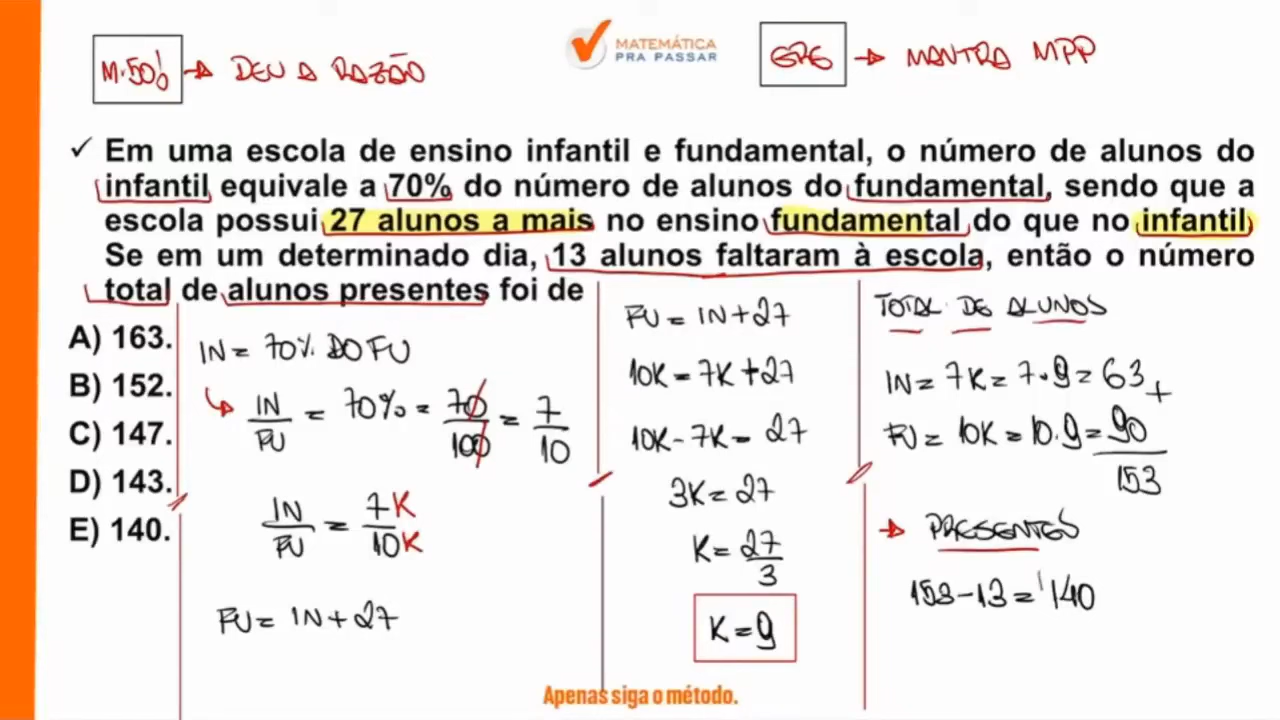 M.50! → DEU A RAZÃO
MATEMÁTICA
PRA PASSAR
GPG → MANTRA MPP
✓ Em uma escola de ensino infantil e fundamental, o número de alunos do
infantil equivale a 70% do número de alunos do fundamental, sendo que a
escola possui 27 alunos a mais no ensino fundamental do que no infantil.
Se em um determinado dia, 13 alunos faltaram à escola, então o número
total de alunos presentes foi de
A) 163.
B) 152.
C) 147.
D) 143.
E) 140.
IN = 70% DO FU
IN/FU = 70% = 70/100 = 7/10
IN/FU = 7K/10K
FU = IN + 27
FU = IN + 27
10K = 7K + 27
10K - 7K = 27
3K = 27
K = 27/3
K = 9
TOTAL DE ALUNOS
IN = 7K = 7.9 = 63 +
FU = 10K = 10.9 = 90
153
→ PRESENTES
153 - 13 = 140
Apenas siga o método.